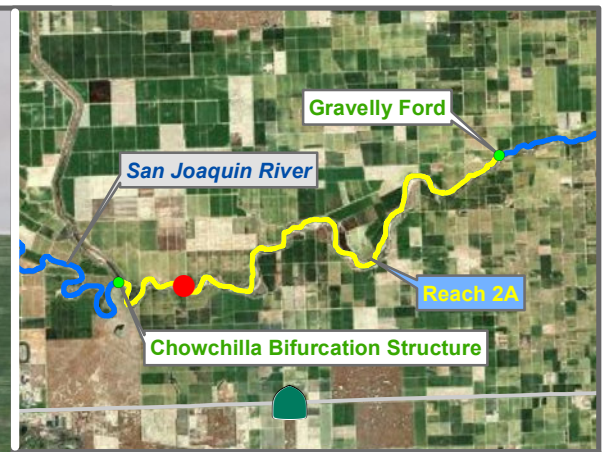 Gravelly Ford
San Joaquin River
Reach 2A
Chowchilla Bifurcation Structure